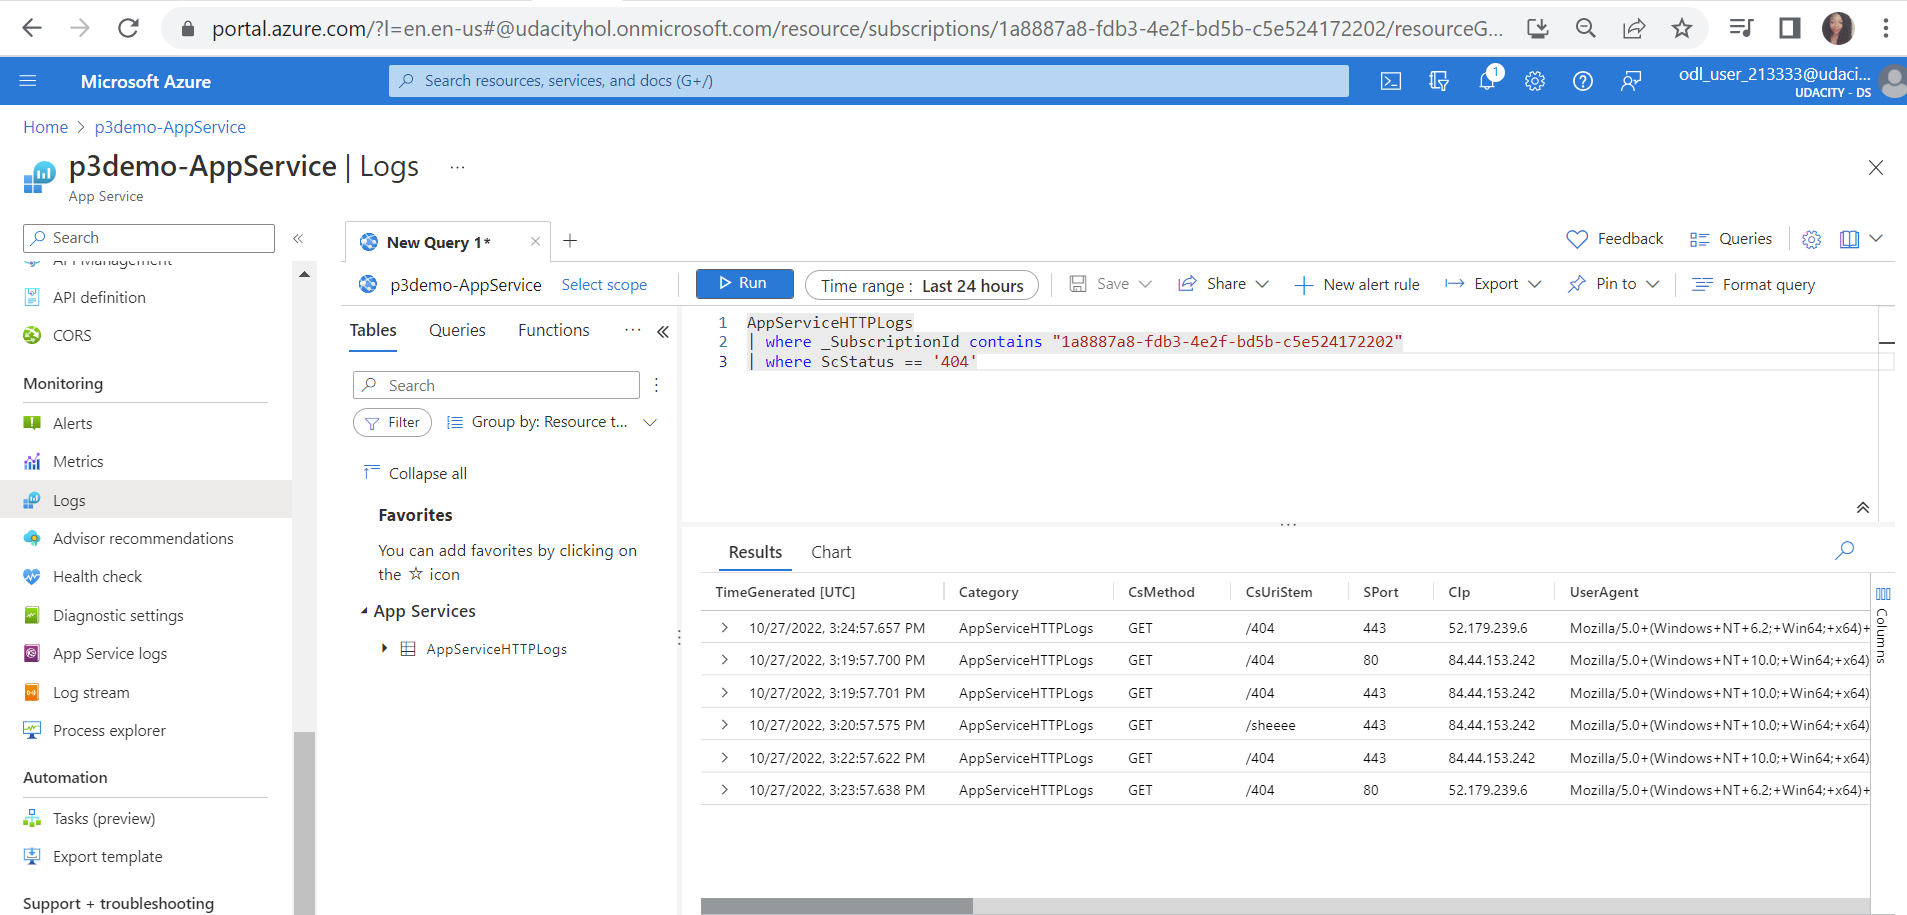 portal.azure.com/?l=en.en-us#@udacityhol.onmicrosoft.com/resource/subscriptions/1a8887a8-fdb3-4e2f-bd5b-c5e524172202/resourceG...
Microsoft Azure
Search resources, services, and docs (G+/)
1
odl_user_213333@udaci...
UDACITY - DS
Home > p3demo-AppService
p3demo-AppService | Logs ...
App Service
Search
«
API Management
API definition
CORS
Monitoring
Alerts
Metrics
Logs
Advisor recommendations
Health check
Diagnostic settings
App Service logs
Log stream
Process explorer
Automation
Tasks (preview)
Export template
Support + troubleshooting
New Query 1*
Feedback
Queries
p3demo-AppService
Select scope
Run
Time range : Last 24 hours
Save
Share
New alert rule
Export
Pin to
Format query
Tables
Queries
Functions
...
«
Search
Filter
Group by: Resource t...
Collapse all
Favorites
You can add favorites by clicking on
the ☆ icon
App Services
AppServiceHTTPLogs
1 AppServiceHTTPLogs
2 | where _SubscriptionId contains "1a8887a8-fdb3-4e2f-bd5b-c5e524172202"
3 | where ScStatus == '404'
Results
Chart
TimeGenerated [UTC] Category CsMethod CsUriStem SPort CIp UserAgent
10/27/2022, 3:24:57.657 PM AppServiceHTTPLogs GET /404 443 52.179.239.6 Mozilla/5.0+(Windows+NT+6.2;+Win64;+x64)+
10/27/2022, 3:19:57.700 PM AppServiceHTTPLogs GET /404 80 84.44.153.242 Mozilla/5.0+(Windows+NT+10.0;+Win64;+x64)
10/27/2022, 3:19:57.701 PM AppServiceHTTPLogs GET /404 443 84.44.153.242 Mozilla/5.0+(Windows+NT+10.0;+Win64;+x64)
10/27/2022, 3:20:57.575 PM AppServiceHTTPLogs GET /sheeee 443 84.44.153.242 Mozilla/5.0+(Windows+NT+10.0;+Win64;+x64)
10/27/2022, 3:22:57.622 PM AppServiceHTTPLogs GET /404 443 84.44.153.242 Mozilla/5.0+(Windows+NT+10.0;+Win64;+x64)
10/27/2022, 3:23:57.638 PM AppServiceHTTPLogs GET /404 80 52.179.239.6 Mozilla/5.0+(Windows+NT+6.2;+Win64;+x64)+
Columns